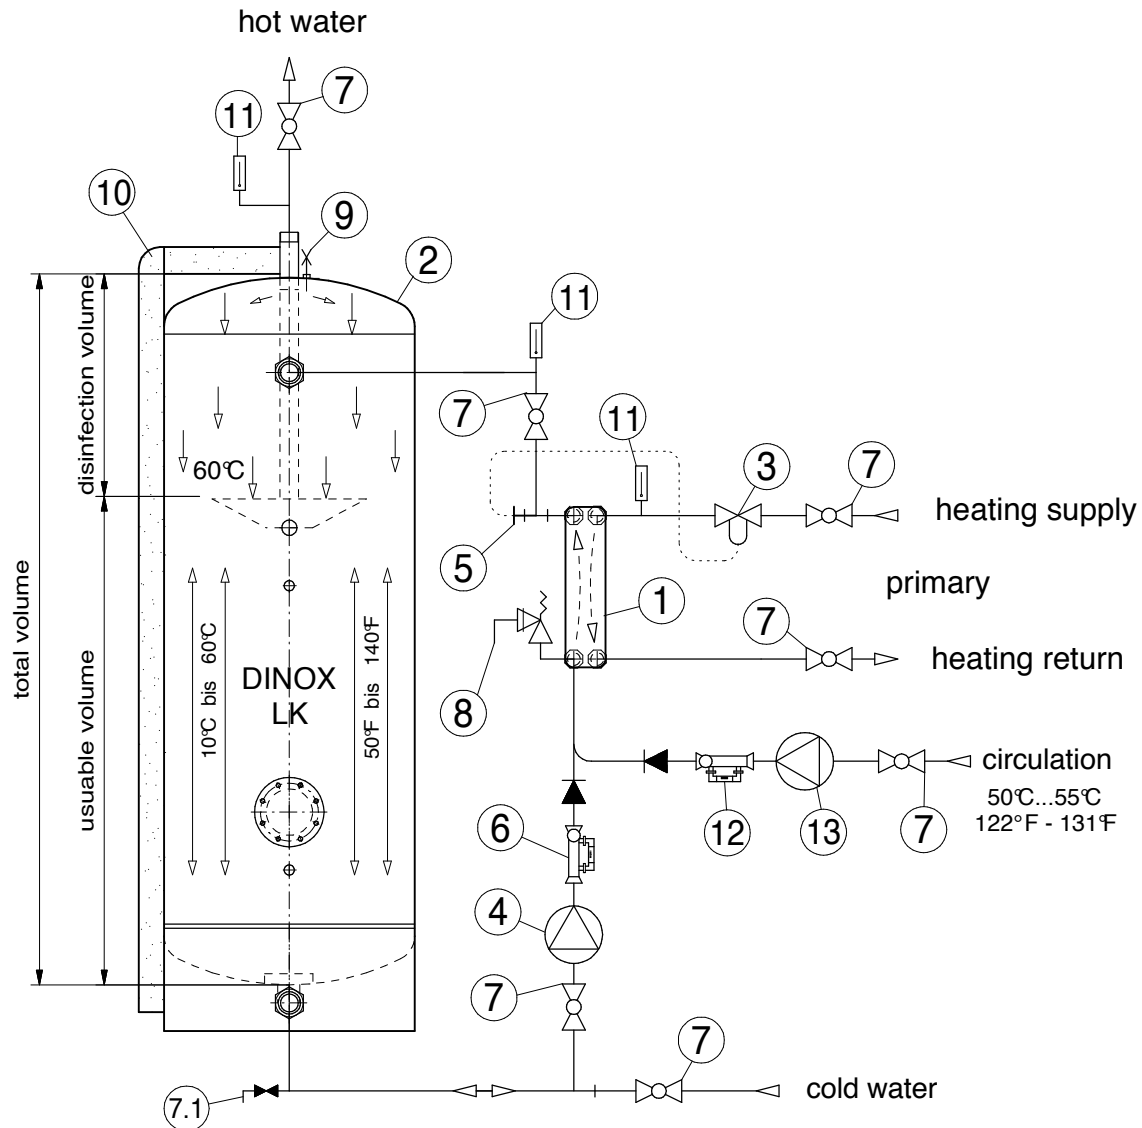 hot water
7
11
10
9
2
11
7
11
3
7
disinfection volume
60°C
heating supply
5
primary
1
7
total volume
usuable volume
10°C bis 60°C
DINOX
LK
50°F bis 140°F
heating return
8
circulation
50°C...55°C
122°F - 131°F
6
12
13
7
4
7
7
7.1
cold water